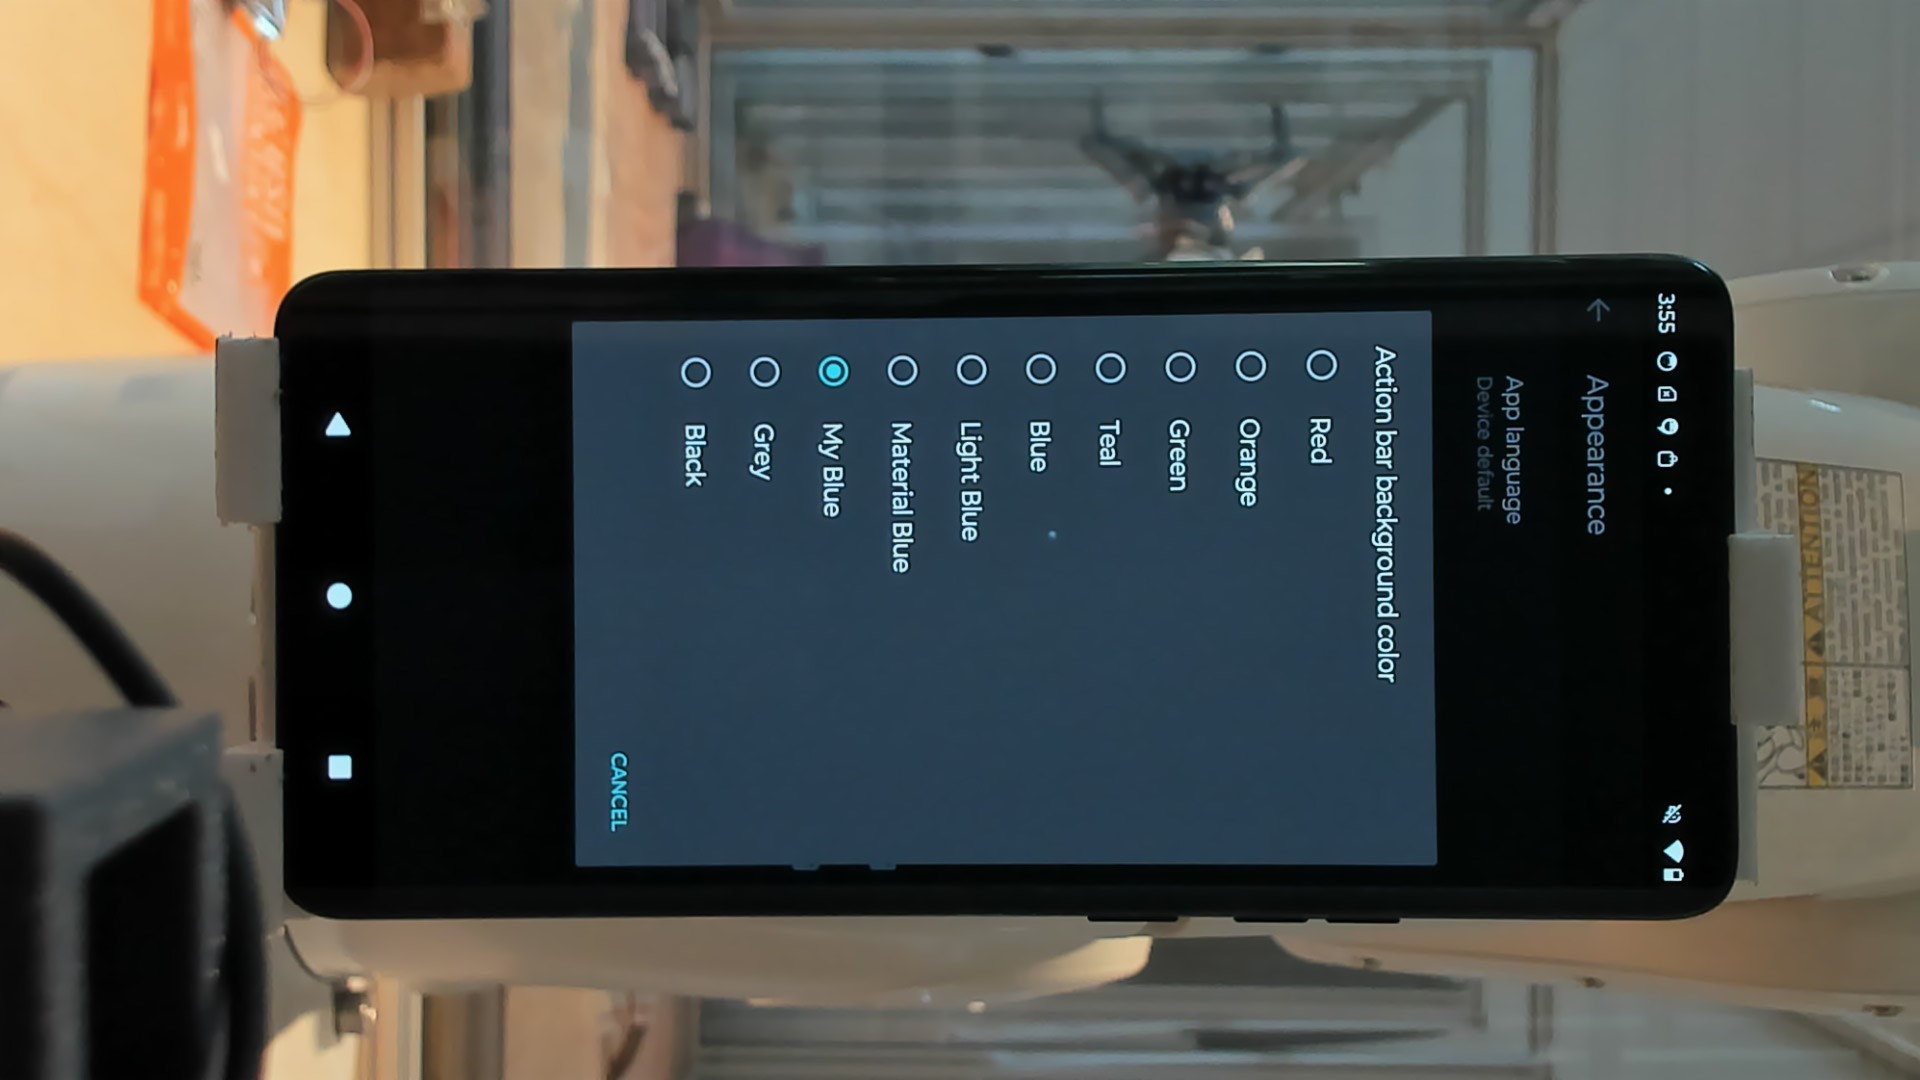 3:55
Appearance
App language
Device default
Action bar background color
Red
Orange
Green
Teal
Blue
Light Blue
Material Blue
My Blue
Grey
Black
CANCEL
ATTENTION